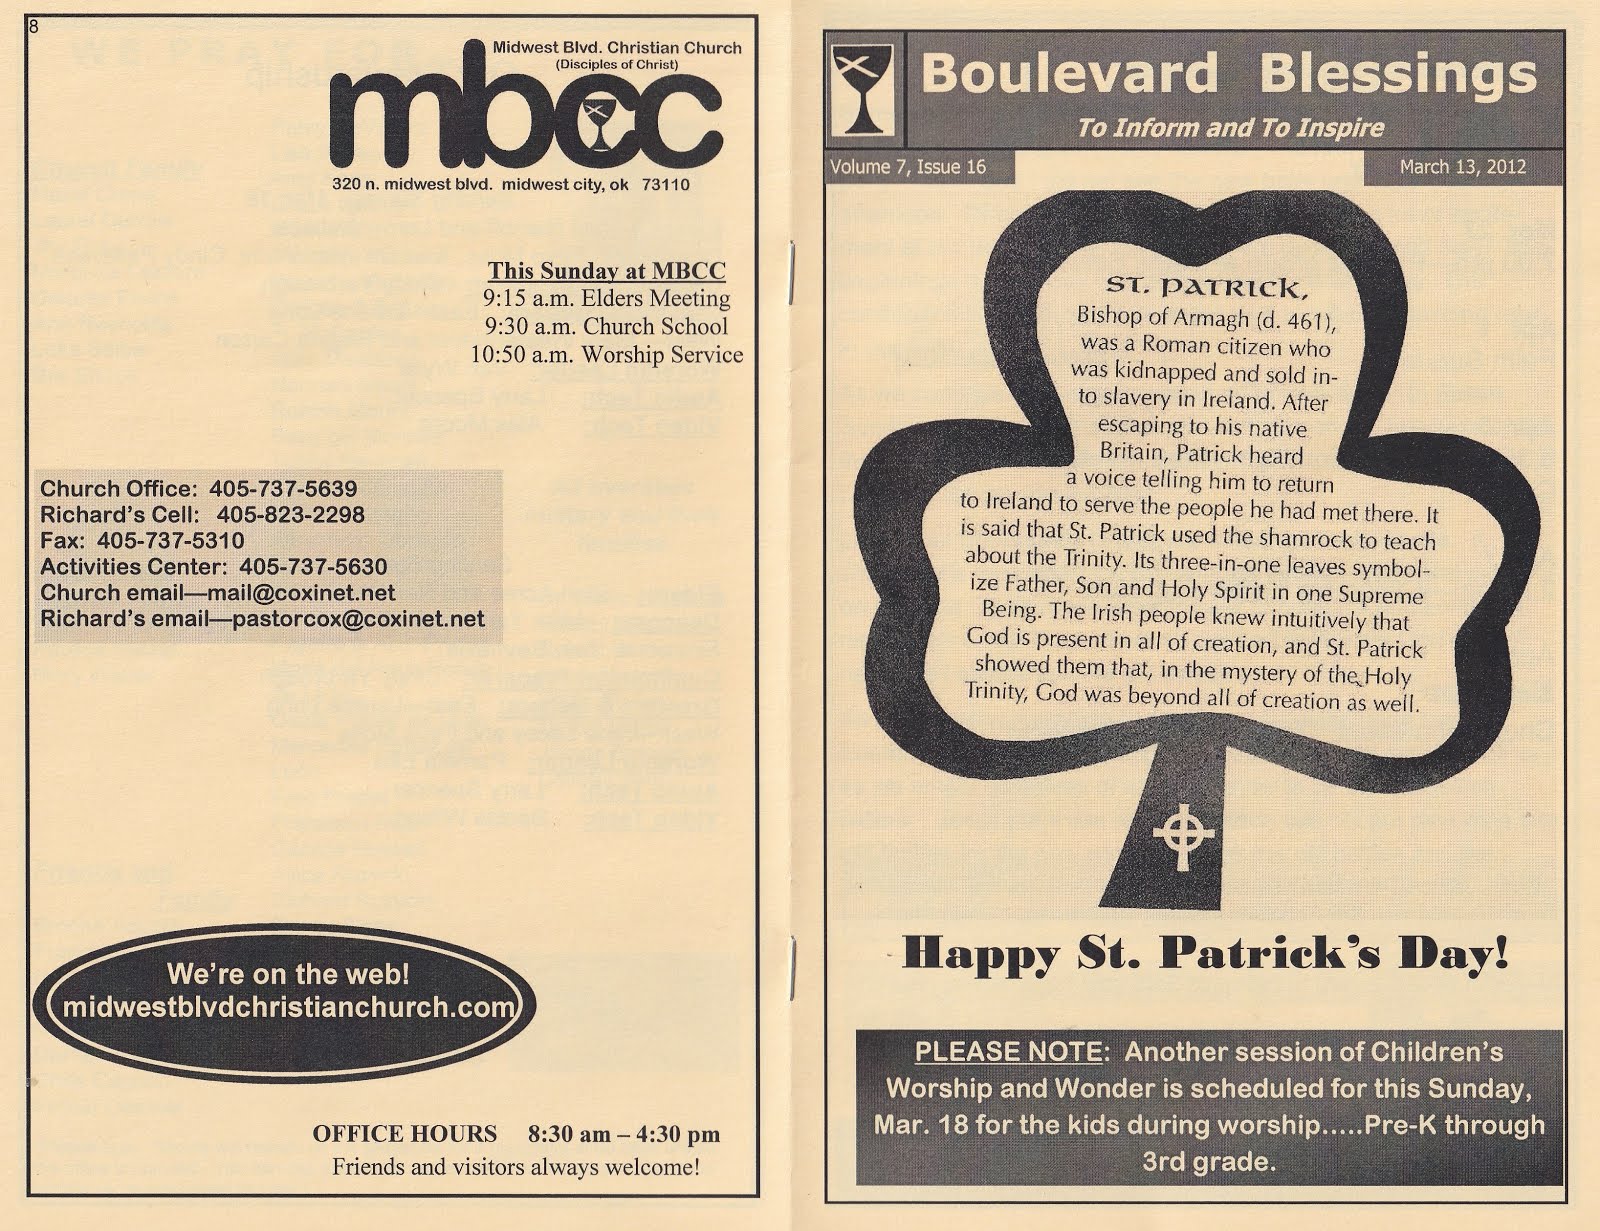 8
Midwest Blvd. Christian Church
(Disciples of Christ)
mbcc
320 n. midwest blvd. midwest city, ok 73110
This Sunday at MBCC
9:15 a.m. Elders Meeting
9:30 a.m. Church School
10:50 a.m. Worship Service
Church Office: 405-737-5639
Richard's Cell: 405-823-2298
Fax: 405-737-5310
Activities Center: 405-737-5630
Church email—mail@coxinet.net
Richard's email—pastorcox@coxinet.net
We're on the web!
midwestblvdchristianchurch.com
OFFICE HOURS 8:30 am – 4:30 pm
Friends and visitors always welcome!
Boulevard Blessings
To Inform and To Inspire
Volume 7, Issue 16
March 13, 2012
ST. PATRICK,
Bishop of Armagh (d. 461),
was a Roman citizen who
was kidnapped and sold in-
to slavery in Ireland. After
escaping to his native
Britain, Patrick heard
a voice telling him to return
to Ireland to serve the people he had met there. It
is said that St. Patrick used the shamrock to teach
about the Trinity. Its three-in-one leaves symbol-
ize Father, Son and Holy Spirit in one Supreme
Being. The Irish people knew intuitively that
God is present in all of creation, and St. Patrick
showed them that, in the mystery of the Holy
Trinity, God was beyond all of creation as well.
Happy St. Patrick's Day!
PLEASE NOTE: Another session of Children's
Worship and Wonder is scheduled for this Sunday,
Mar. 18 for the kids during worship.....Pre-K through
3rd grade.